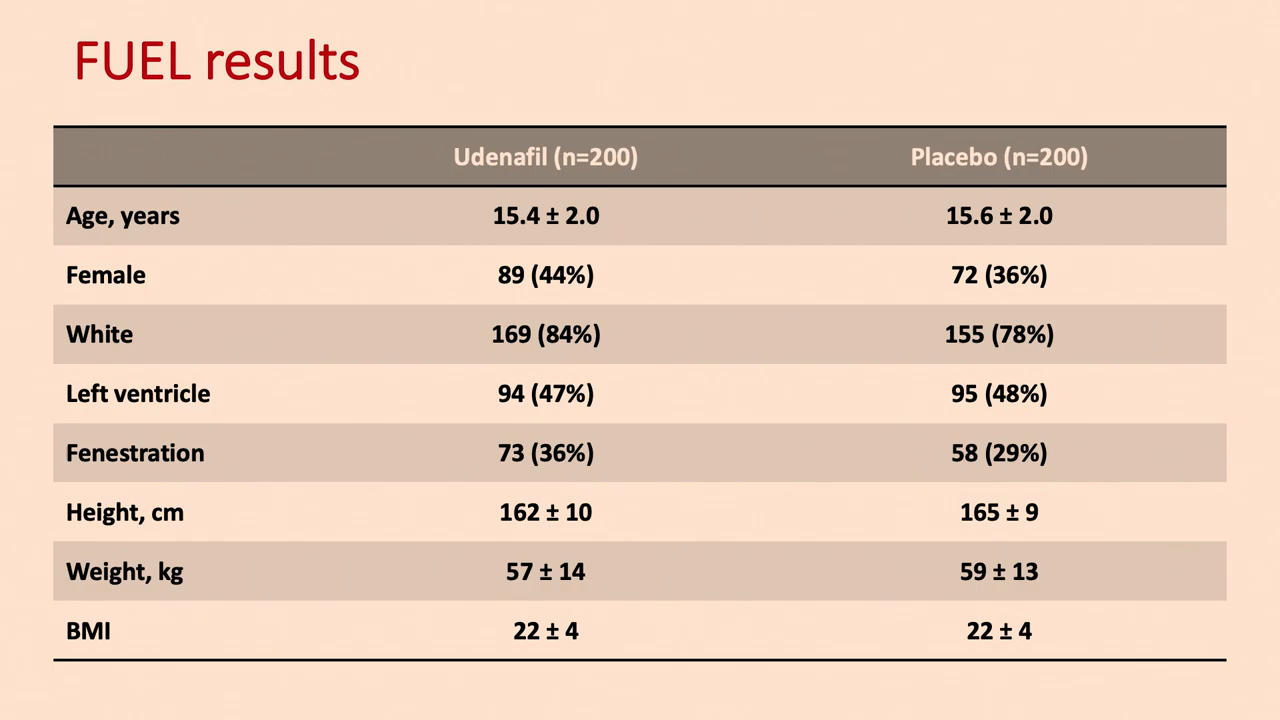 FUEL results
Udenafil (n=200) Placebo (n=200)
Age, years 15.4 ± 2.0 15.6 ± 2.0
Female 89 (44%) 72 (36%)
White 169 (84%) 155 (78%)
Left ventricle 94 (47%) 95 (48%)
Fenestration 73 (36%) 58 (29%)
Height, cm 162 ± 10 165 ± 9
Weight, kg 57 ± 14 59 ± 13
BMI 22 ± 4 22 ± 4